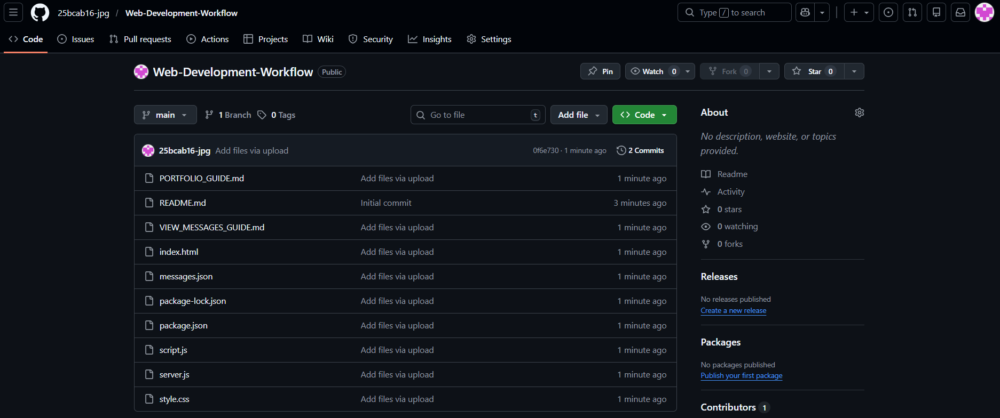 25bcab16-jpg / Web-Development-Workflow
Type / to search
Code Issues Pull requests Actions Projects Wiki Security Insights Settings
Web-Development-Workflow Public
Pin Watch 0 Fork 0 Star 0
main 1 Branch 0 Tags Go to file t Add file Code
25bcab16-jpg Add files via upload 0f6e730 · 1 minute ago 2 Commits
PORTFOLIO_GUIDE.md Add files via upload 1 minute ago
README.md Initial commit 3 minutes ago
VIEW_MESSAGES_GUIDE.md Add files via upload 1 minute ago
index.html Add files via upload 1 minute ago
messages.json Add files via upload 1 minute ago
package-lock.json Add files via upload 1 minute ago
package.json Add files via upload 1 minute ago
script.js Add files via upload 1 minute ago
server.js Add files via upload 1 minute ago
style.css Add files via upload 1 minute ago
About
No description, website, or topics
provided.
Readme
Activity
0 stars
0 watching
0 forks
Releases
No releases published
Create a new release
Packages
No packages published
Publish your first package
Contributors 1